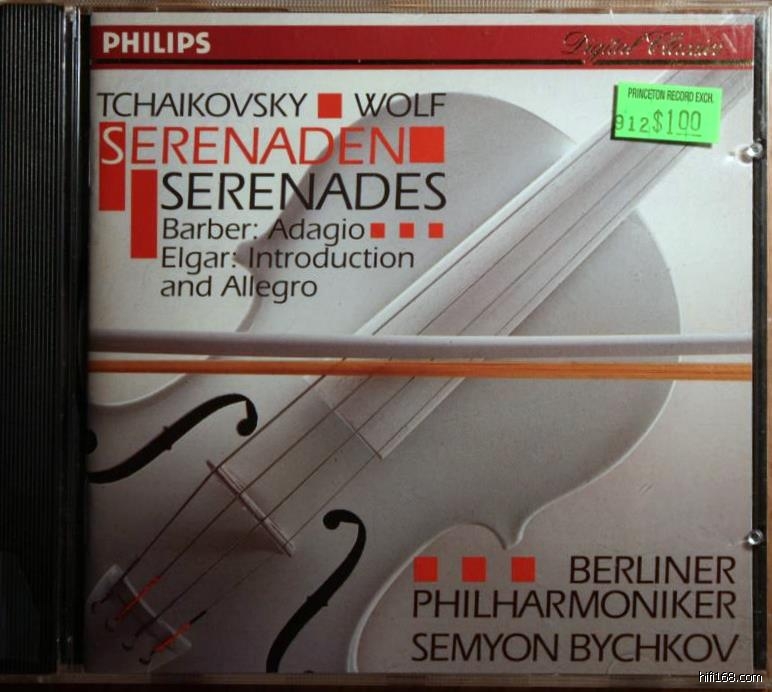 PHILIPS
Digital Classics
PRINCETON RECORD EXCH.
912 $1.00
TCHAIKOVSKY WOLF
SERENADEN
SERENADES
Barber: Adagio
Elgar: Introduction
and Allegro
BERLINER
PHILHARMONIKER
SEMYON BYCHKOV
hifi168.com